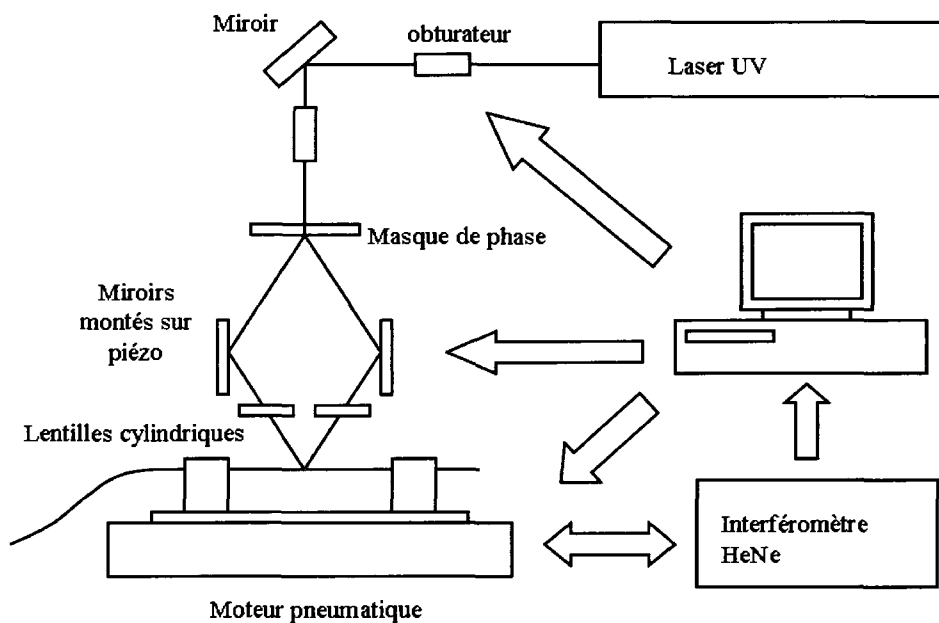 Miroir
obturateur
Laser UV
Masque de phase
Miroirs
montés sur
piézo
Lentilles cylindriques
Interféromètre
HeNe
Moteur pneumatique